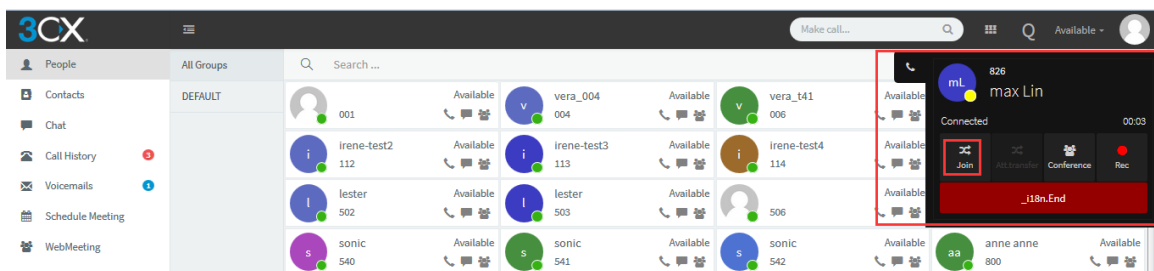 3CX
Make call...
Q
Available
People
All Groups
Search ...
Contacts
DEFAULT
Chat
Call History
3
Voicemails
1
Schedule Meeting
WebMeeting
001
Available
v
vera_004
004
Available
v
vera_t41
006
Available
i
irene-test2
112
Available
i
irene-test3
113
Available
i
irene-test4
114
Available
l
lester
502
Available
l
lester
503
Available
506
Available
s
sonic
540
Available
s
sonic
541
Available
s
sonic
542
Available
aa
anne anne
800
Available
mL
826
max Lin
Connected
00:03
Join
Att.transfer
Conference
Rec
_i18n.End